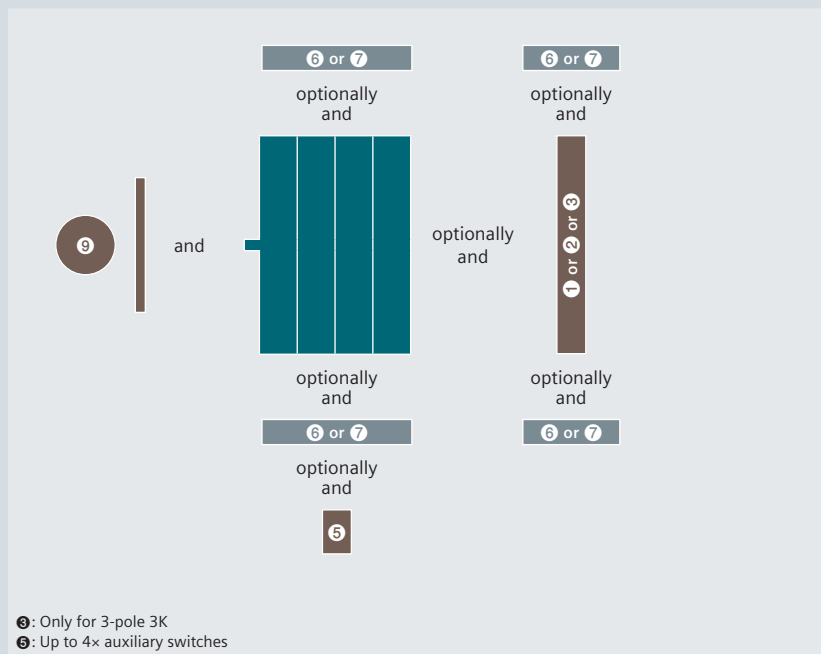 ❻ or ❼
❻ or ❼
optionally
and
optionally
and
❾
and
optionally
and
❶ or ❷ or ❸
optionally
and
optionally
and
❻ or ❼
❻ or ❼
optionally
and
❺
❸: Only for 3-pole 3K
❺: Up to 4× auxiliary switches